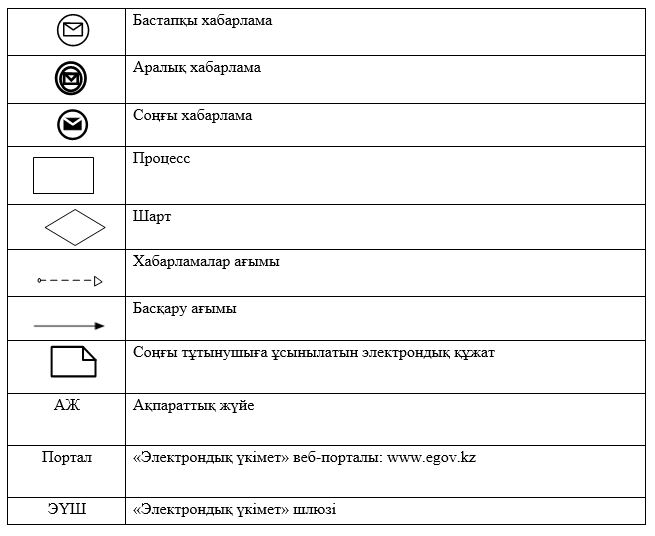 Бастапқы хабарлама
Аралық хабарлама
Соңғы хабарлама
Процесс
Шарт
Хабарламалар ағымы
Басқару ағымы
Соңғы тұтынушыға ұсынылатын электрондық құжат
АЖ Ақпараттық жүйе
Портал «Электрондық үкімет» веб-порталы: www.egov.kz
ЭҮШ «Электрондық үкімет» шлюзі